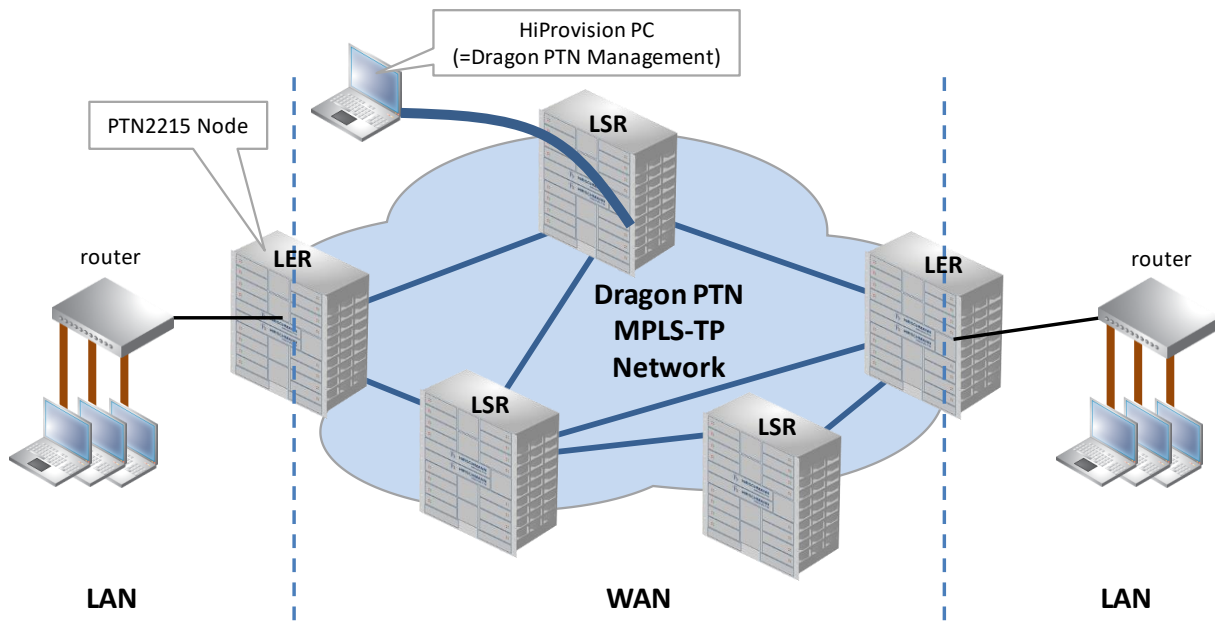 HiProvision PC
(=Dragon PTN Management)
PTN2215 Node
LSR
router
LER
LER
router
Dragon PTN
MPLS-TP
Network
LSR
LSR
LAN
WAN
LAN